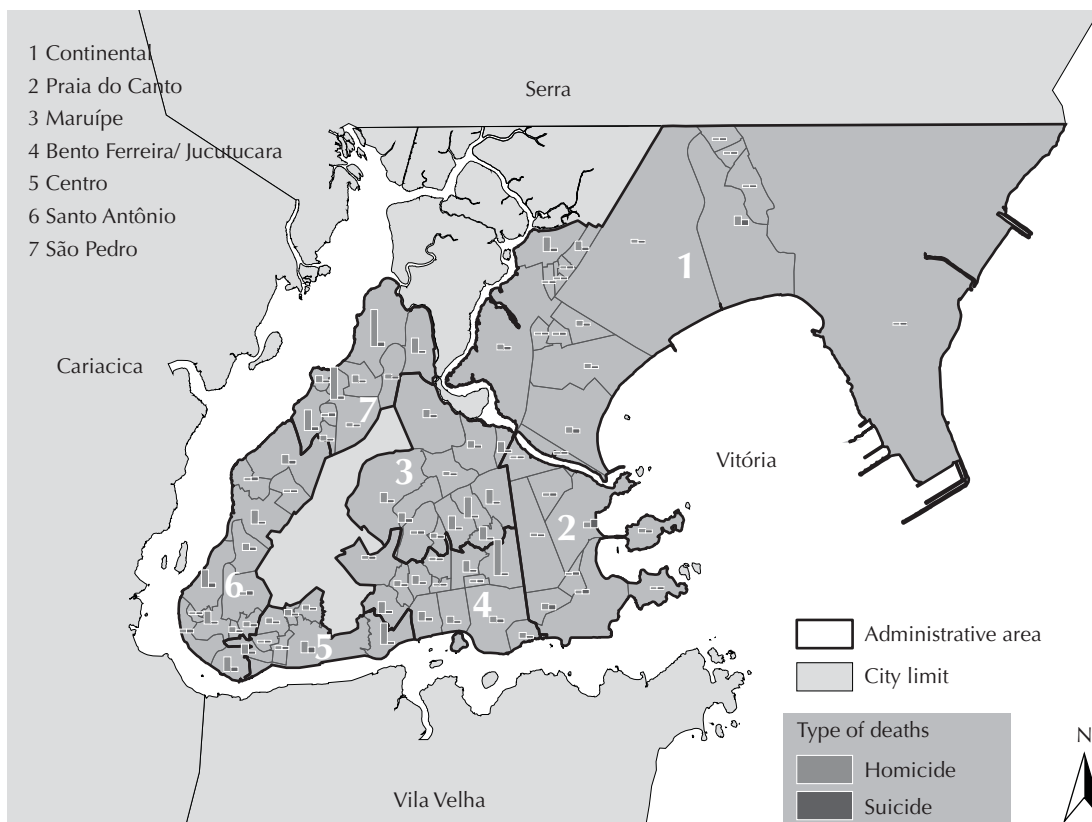 1 Continental
2 Praia do Canto
3 Maruípe
4 Bento Ferreira/ Jucutucara
5 Centro
6 Santo Antônio
7 São Pedro
Serra
1
Cariacica
7
3
Vitória
2
6
4
5
Administrative area
City limit
Type of deaths
Homicide
Suicide
Vila Velha
N